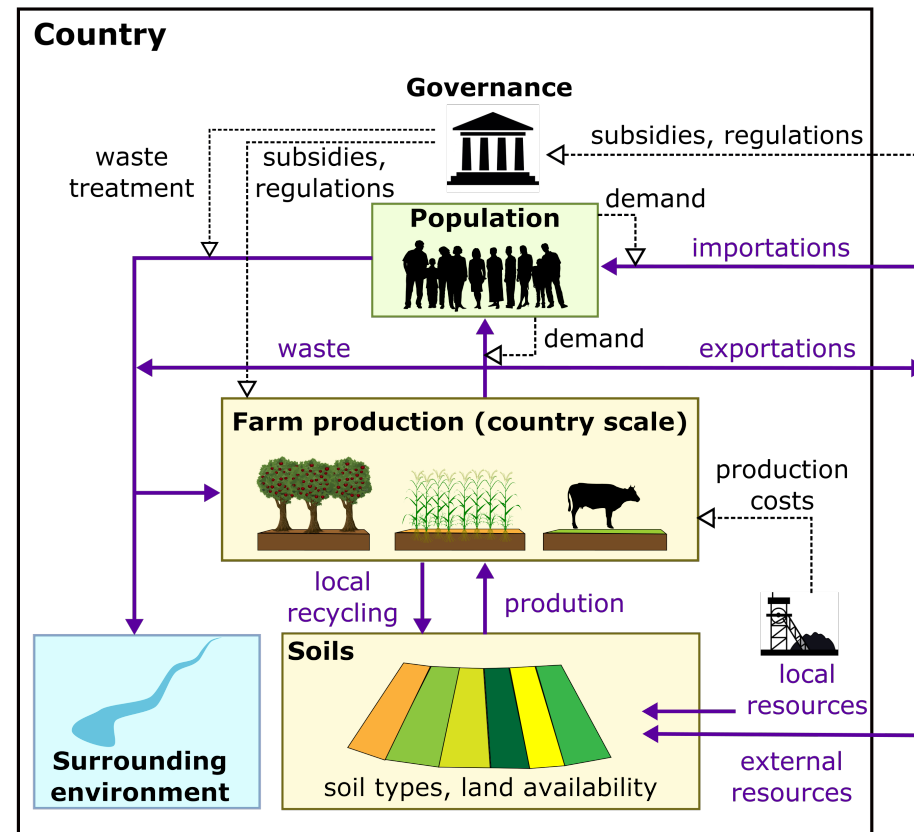 Country
Governance
subsidies, regulations
waste
treatment
subsidies,
regulations
demand
Population
importations
demand
waste
exportations
Farm production (country scale)
production
costs
local
recycling
prodution
Soils
local
resources
soil types, land availability
Surrounding
environment
external
resources